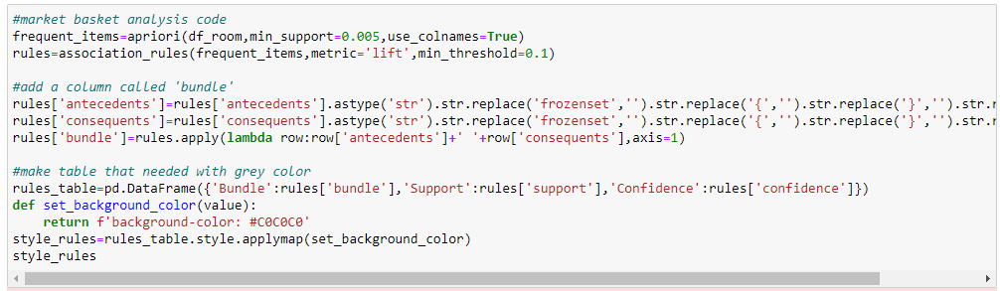 #market basket analysis code
frequent_items=apriori(df_room,min_support=0.005,use_colnames=True)
rules=association_rules(frequent_items,metric='lift',min_threshold=0.1)
#add a column called 'bundle'
rules['antecedents']=rules['antecedents'].astype('str').str.replace('frozenset','').str.replace('{','').str.replace('}','').str.r
rules['consequents']=rules['consequents'].astype('str').str.replace('frozenset','').str.replace('{','').str.replace('}','').str.r
rules['bundle']=rules.apply(lambda row:row['antecedents']+' '+row['consequents'],axis=1)
#make table that needed with grey color
rules_table=pd.DataFrame({'Bundle':rules['bundle'],'Support':rules['support'],'Confidence':rules['confidence']})
def set_background_color(value):
    return f'background-color: #C0C0C0'
style_rules=rules_table.style.applymap(set_background_color)
style_rules